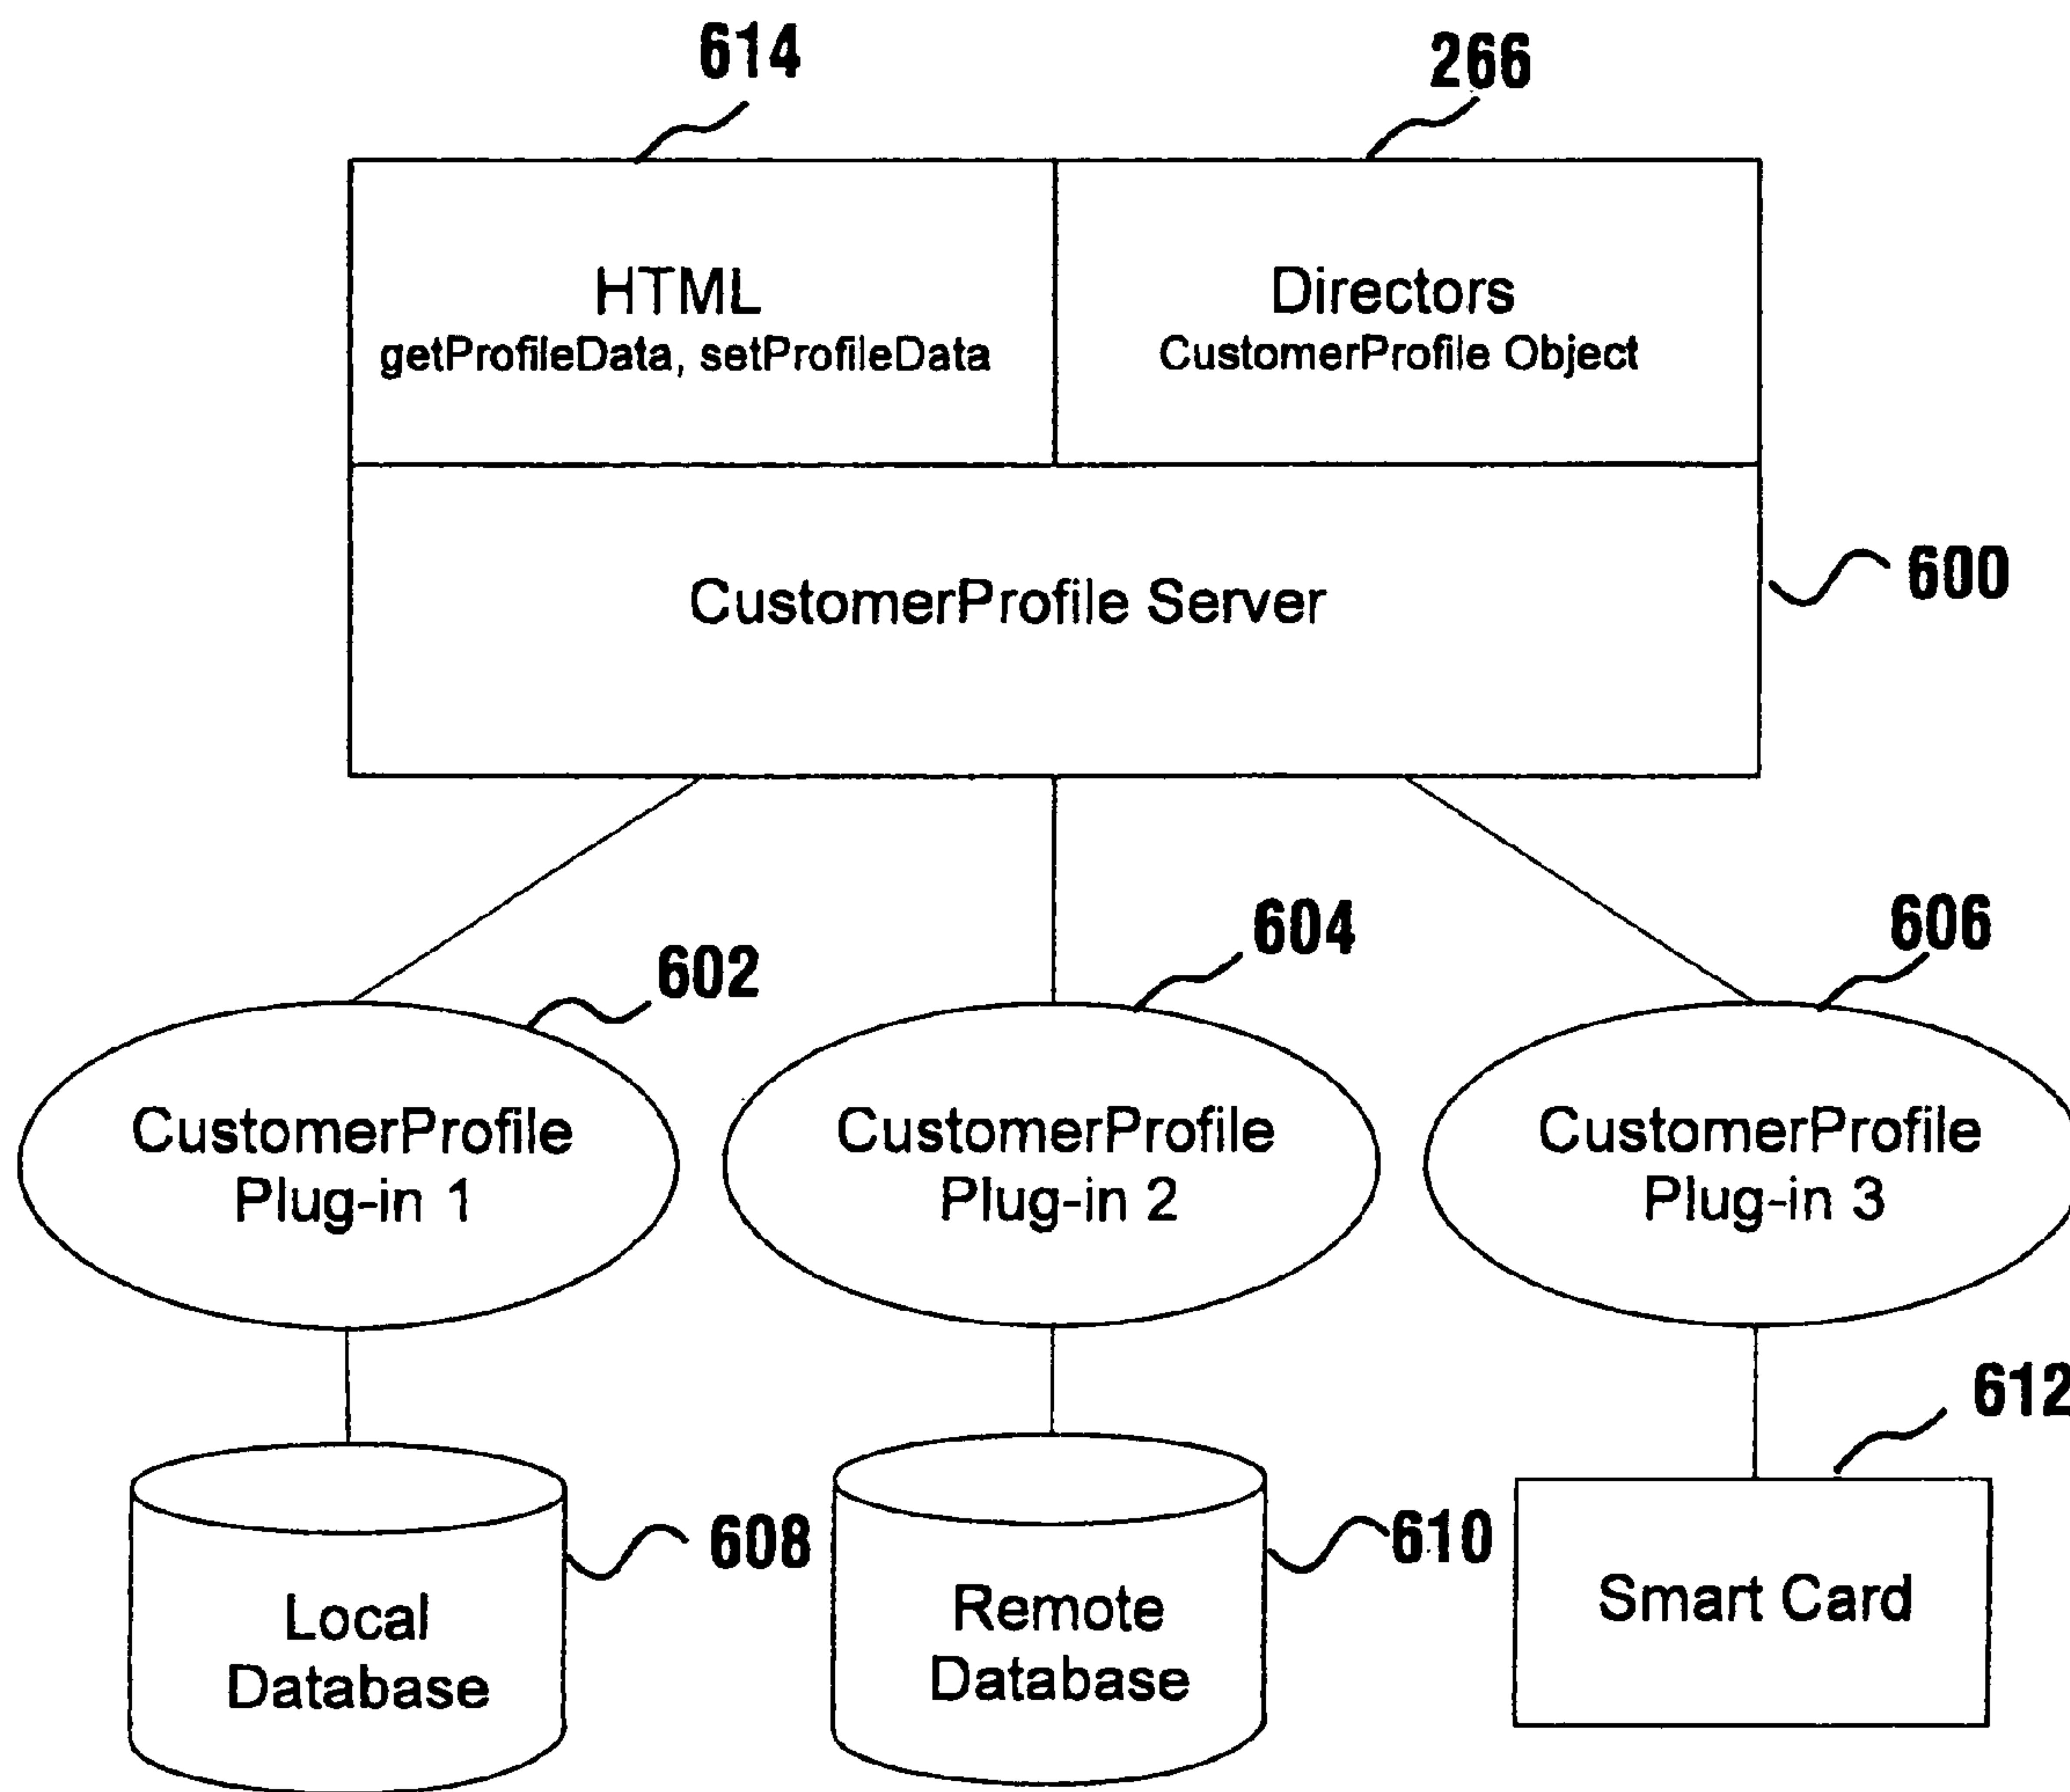 614
266
HTML
getProfileData, setProfileData
Directors
CustomerProfile Object
CustomerProfile Server
600
602
604
606
CustomerProfile
Plug-in 1
CustomerProfile
Plug-in 2
CustomerProfile
Plug-in 3
612
608
610
Local
Database
Remote
Database
Smart Card